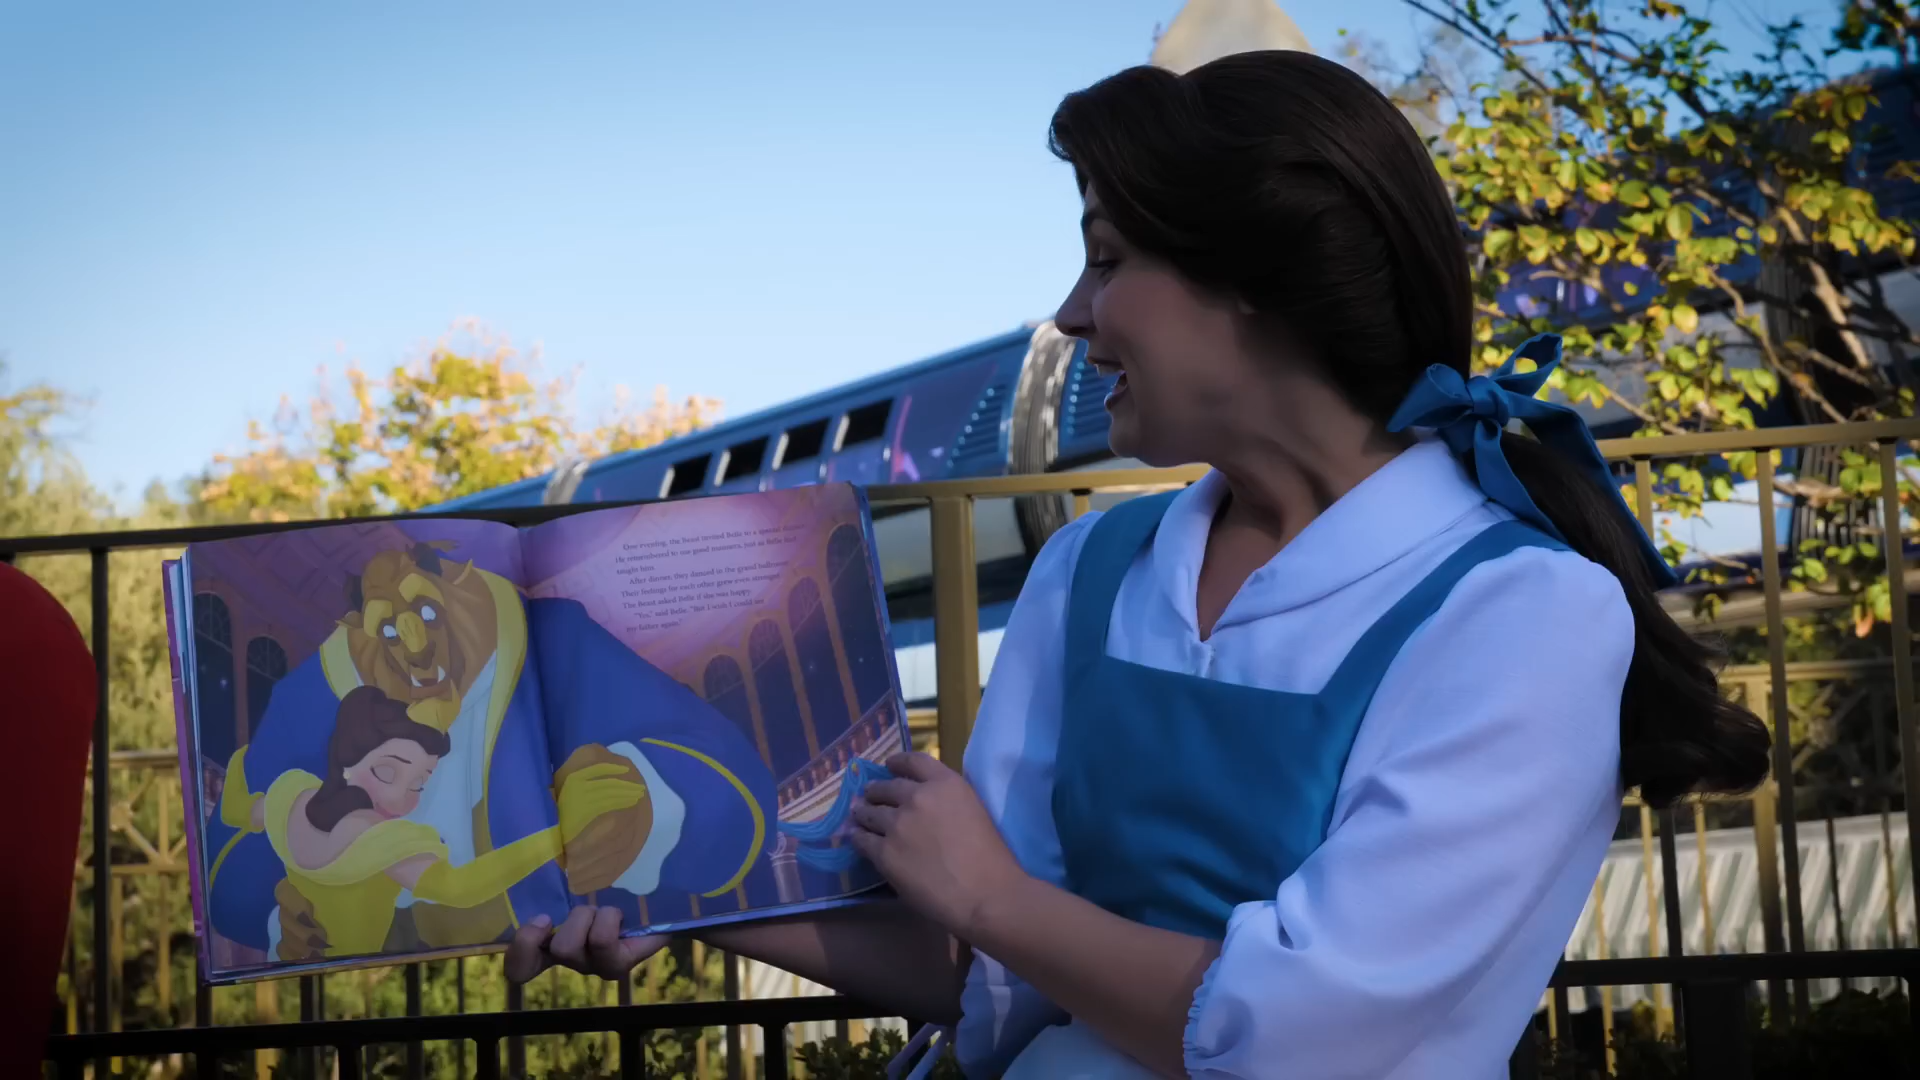 One evening, the Beast invited Belle to a special dinner.
He remembered to use good manners, just as Belle had
taught him.
After dinner, they danced in the grand ballroom.
Their feelings for each other grew even stronger.
The Beast asked Belle if she was happy.
"Yes," said Belle. "But I wish I could see
my father again."